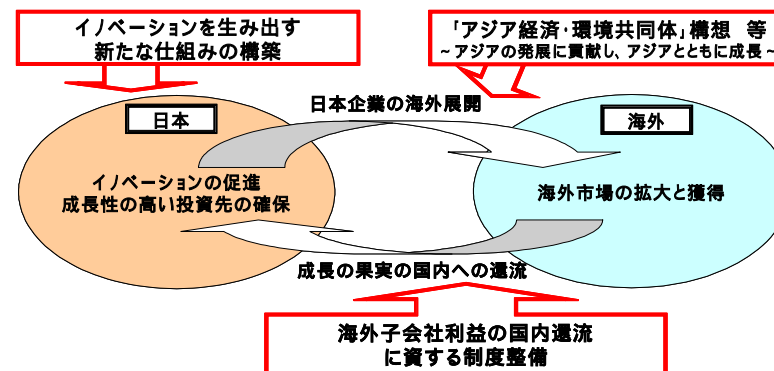 イノベーションを生み出す
新たな仕組みの構築
「アジア経済・環境共同体」構想　等
~アジアの発展に貢献し、アジアとともに成長~
日本企業の海外展開
日本
海外
イノベーションの促進
成長性の高い投資先の確保
海外市場の拡大と獲得
成長の果実の国内への還流
海外子会社利益の国内還流
に資する制度整備